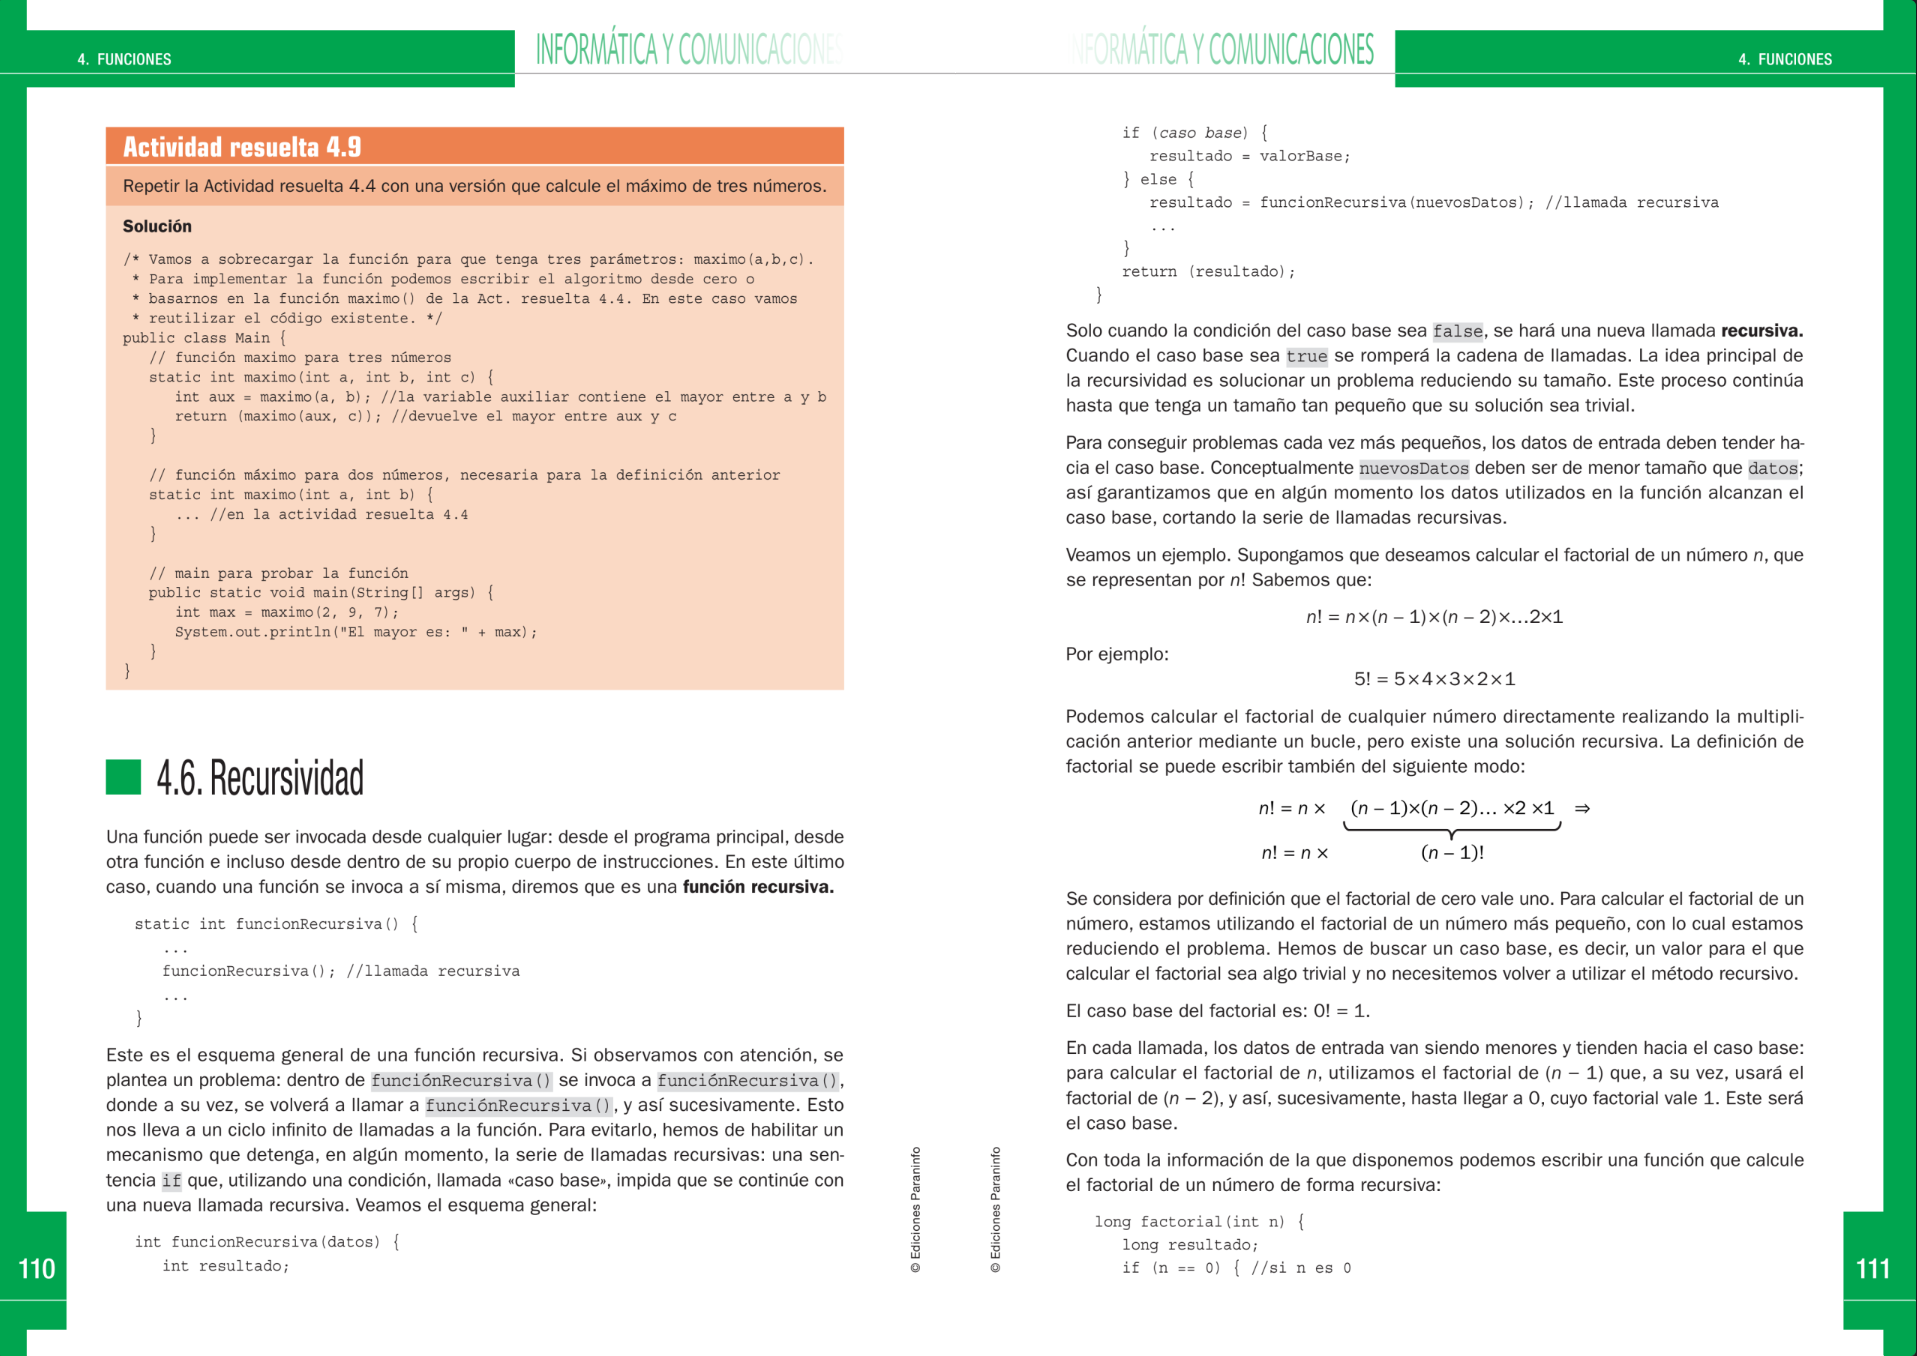 4. FUNCIONES
INFORMÁTICA Y COMUNICACIONES
Actividad resuelta 4.9
Repetir la Actividad resuelta 4.4 con una versión que calcule el máximo de tres números.
Solución
/* Vamos a sobrecargar la función para que tenga tres parámetros: maximo(a,b,c).
 * Para implementar la función podemos escribir el algoritmo desde cero o
 * basarnos en la función maximo() de la Act. resuelta 4.4. En este caso vamos
 * reutilizar el código existente. */
public class Main {
   // función maximo para tres números
   static int maximo(int a, int b, int c) {
      int aux = maximo(a, b); //la variable auxiliar contiene el mayor entre a y b
      return (maximo(aux, c)); //devuelve el mayor entre aux y c
   }
   // función máximo para dos números, necesaria para la definición anterior
   static int maximo(int a, int b) {
      ... //en la actividad resuelta 4.4
   }
   // main para probar la función
   public static void main(String[] args) {
      int max = maximo(2, 9, 7);
      System.out.println("El mayor es: " + max);
   }
}
4.6. Recursividad
Una función puede ser invocada desde cualquier lugar: desde el programa principal, desde
otra función e incluso desde dentro de su propio cuerpo de instrucciones. En este último
caso, cuando una función se invoca a sí misma, diremos que es una función recursiva.
static int funcionRecursiva() {
   ...
   funcionRecursiva(); //llamada recursiva
   ...
}
Este es el esquema general de una función recursiva. Si observamos con atención, se
plantea un problema: dentro de funciónRecursiva() se invoca a funciónRecursiva(),
donde a su vez, se volverá a llamar a funciónRecursiva(), y así sucesivamente. Esto
nos lleva a un ciclo infinito de llamadas a la función. Para evitarlo, hemos de habilitar un
mecanismo que detenga, en algún momento, la serie de llamadas recursivas: una sen-
tencia if que, utilizando una condición, llamada «caso base», impida que se continúe con
una nueva llamada recursiva. Veamos el esquema general:
int funcionRecursiva(datos) {
   int resultado;
110
© Ediciones Paraninfo
INFORMÁTICA Y COMUNICACIONES
4. FUNCIONES
   if (caso base) {
      resultado = valorBase;
   } else {
      resultado = funcionRecursiva(nuevosDatos); //llamada recursiva
      ...
   }
   return (resultado);
}
Solo cuando la condición del caso base sea false, se hará una nueva llamada recursiva.
Cuando el caso base sea true se romperá la cadena de llamadas. La idea principal de
la recursividad es solucionar un problema reduciendo su tamaño. Este proceso continúa
hasta que tenga un tamaño tan pequeño que su solución sea trivial.
Para conseguir problemas cada vez más pequeños, los datos de entrada deben tender ha-
cia el caso base. Conceptualmente nuevosDatos deben ser de menor tamaño que datos;
así garantizamos que en algún momento los datos utilizados en la función alcanzan el
caso base, cortando la serie de llamadas recursivas.
Veamos un ejemplo. Supongamos que deseamos calcular el factorial de un número n, que
se representan por n! Sabemos que:
n! = n×(n – 1)×(n – 2)×…2×1
Por ejemplo:
5! = 5×4×3×2×1
Podemos calcular el factorial de cualquier número directamente realizando la multipli-
cación anterior mediante un bucle, pero existe una solución recursiva. La definición de
factorial se puede escribir también del siguiente modo:
n! = n × (n – 1)×(n – 2)… ×2 ×1 ⇒
n! = n × (n – 1)!
Se considera por definición que el factorial de cero vale uno. Para calcular el factorial de un
número, estamos utilizando el factorial de un número más pequeño, con lo cual estamos
reduciendo el problema. Hemos de buscar un caso base, es decir, un valor para el que
calcular el factorial sea algo trivial y no necesitemos volver a utilizar el método recursivo.
El caso base del factorial es: 0! = 1.
En cada llamada, los datos de entrada van siendo menores y tienden hacia el caso base:
para calcular el factorial de n, utilizamos el factorial de (n – 1) que, a su vez, usará el
factorial de (n – 2), y así, sucesivamente, hasta llegar a 0, cuyo factorial vale 1. Este será
el caso base.
Con toda la información de la que disponemos podemos escribir una función que calcule
el factorial de un número de forma recursiva:
long factorial(int n) {
   long resultado;
   if (n == 0) { //si n es 0
© Ediciones Paraninfo
111